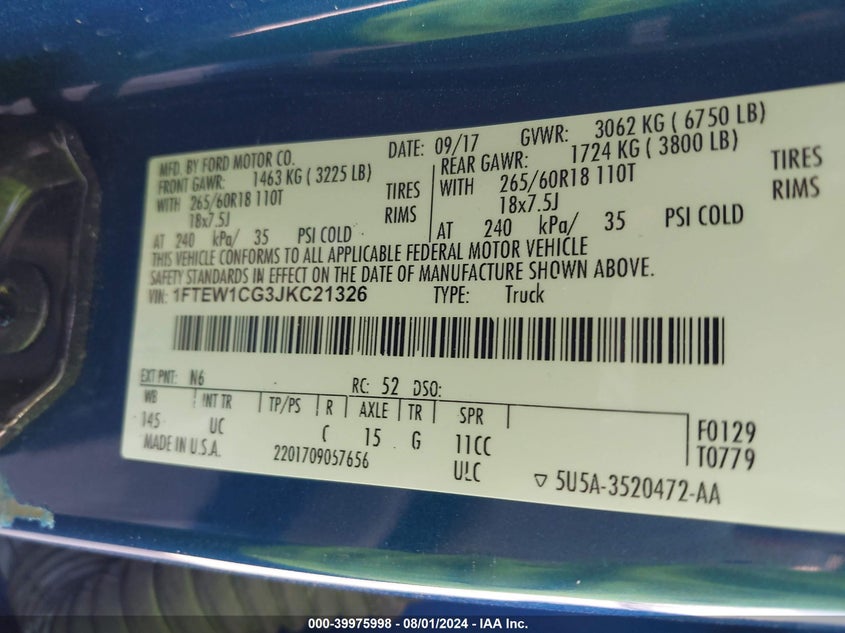 MFD. BY FORD MOTOR CO. DATE: 09/17 GVWR: 3062 KG ( 6750 LB)
FRONT GAWR: 1463 KG ( 3225 LB) REAR GAWR: 1724 KG ( 3800 LB)
WITH 265/60R18 110T TIRES WITH 265/60R18 110T TIRES
18x7.5J RIMS 18x7.5J RIMS
AT 240 kPa/ 35 PSI COLD AT 240 kPa/ 35 PSI COLD
THIS VEHICLE CONFORMS TO ALL APPLICABLE FEDERAL MOTOR VEHICLE
SAFETY STANDARDS IN EFFECT ON THE DATE OF MANUFACTURE SHOWN ABOVE.
VIN: 1FTEW1CG3JKC21326 TYPE: Truck
EXT PNT: N6 RC: 52 DSO:
WB INT TR TP/PS R AXLE TR SPR
145 UC C 15 G 11CC F0129
MADE IN U.S.A. 2201709057656 ULC T0779
▽ 5U5A-3520472-AA
000-39975998 - 08/01/2024 - IAA Inc.